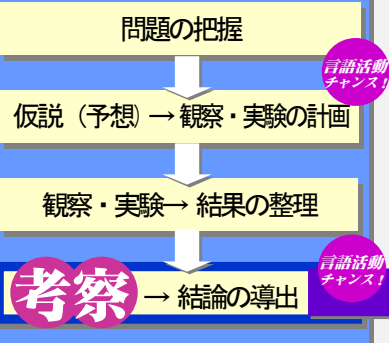 問題の把握
言語活動
チャンス!
仮説(予想)→観察・実験の計画
観察・実験→ 結果の整理
言語活動
チャンス!
考察 → 結論の導出